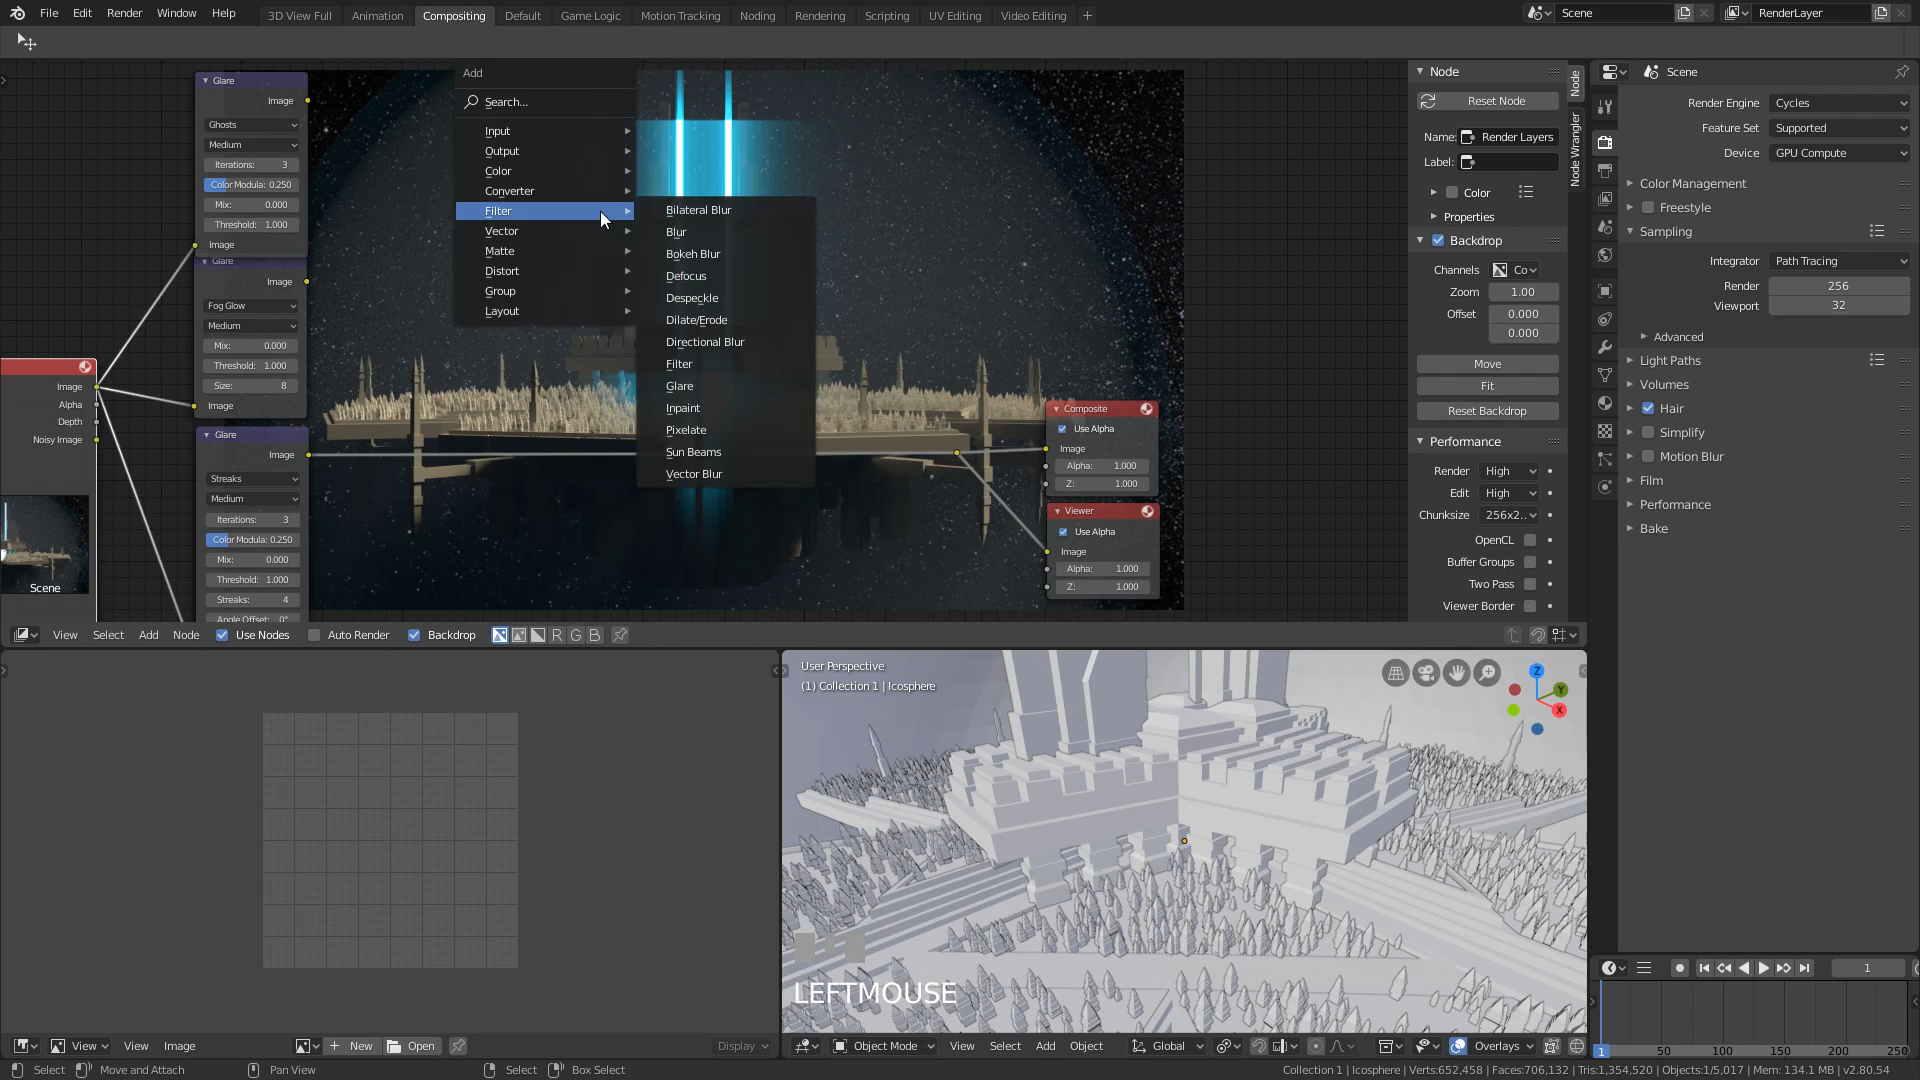 File Edit Render Window Help 3D View Full Animation Compositing Default Game Logic Motion Tracking Noding Rendering Scripting UV Editing Video Editing + Scene RenderLayer
Add
Search...
Input
Output
Color
Converter
Filter
Vector
Matte
Distort
Group
Layout
Bilateral Blur
Blur
Bokeh Blur
Defocus
Despeckle
Dilate/Erode
Directional Blur
Filter
Glare
Inpaint
Pixelate
Sun Beams
Vector Blur
Glare
Image
Ghosts
Medium
Iterations: 3
Color Modula: 0.250
Mix: 0.000
Threshold: 1.000
Image
Glare
Image
Fog Glow
Medium
Mix: 0.000
Threshold: 1.000
Size: 8
Image
Image
Alpha
Depth
Noisy Image
Scene
Glare
Image
Streaks
Medium
Iterations: 3
Color Modula: 0.250
Mix: 0.000
Threshold: 1.000
Streaks: 4
Angle Offset: 0°
Composite
Use Alpha
Image
Alpha: 1.000
Z: 1.000
Viewer
Use Alpha
Image
Alpha: 1.000
Z: 1.000
Node
Reset Node
Name: Render Layers
Label:
Color
Properties
Backdrop
Channels Co
Zoom 1.00
Offset 0.000
0.000
Move
Fit
Reset Backdrop
Performance
Render High
Edit High
Chunksize 256x2..
OpenCL
Buffer Groups
Two Pass
Viewer Border
Node
Node Wrangler
Scene
Render Engine Cycles
Feature Set Supported
Device GPU Compute
Color Management
Freestyle
Sampling
Integrator Path Tracing
Render 256
Viewport 32
Advanced
Light Paths
Volumes
Hair
Simplify
Motion Blur
Film
Performance
Bake
View Select Add Node Use Nodes Auto Render Backdrop R G B
User Perspective
(1) Collection 1 | Icosphere
Z
Y
X
LEFTMOUSE
1
1 50 100 150 200 250
View View Image + New Open Display
Object Mode View Select Add Object Global Overlays
Select Move and Attach Pan View Select Box Select Collection 1 | Icosphere | Verts:652,458 | Faces:706,132 | Tris:1,354,520 | Objects:1/5,017 | Mem: 134.1 MB | v2.80.54